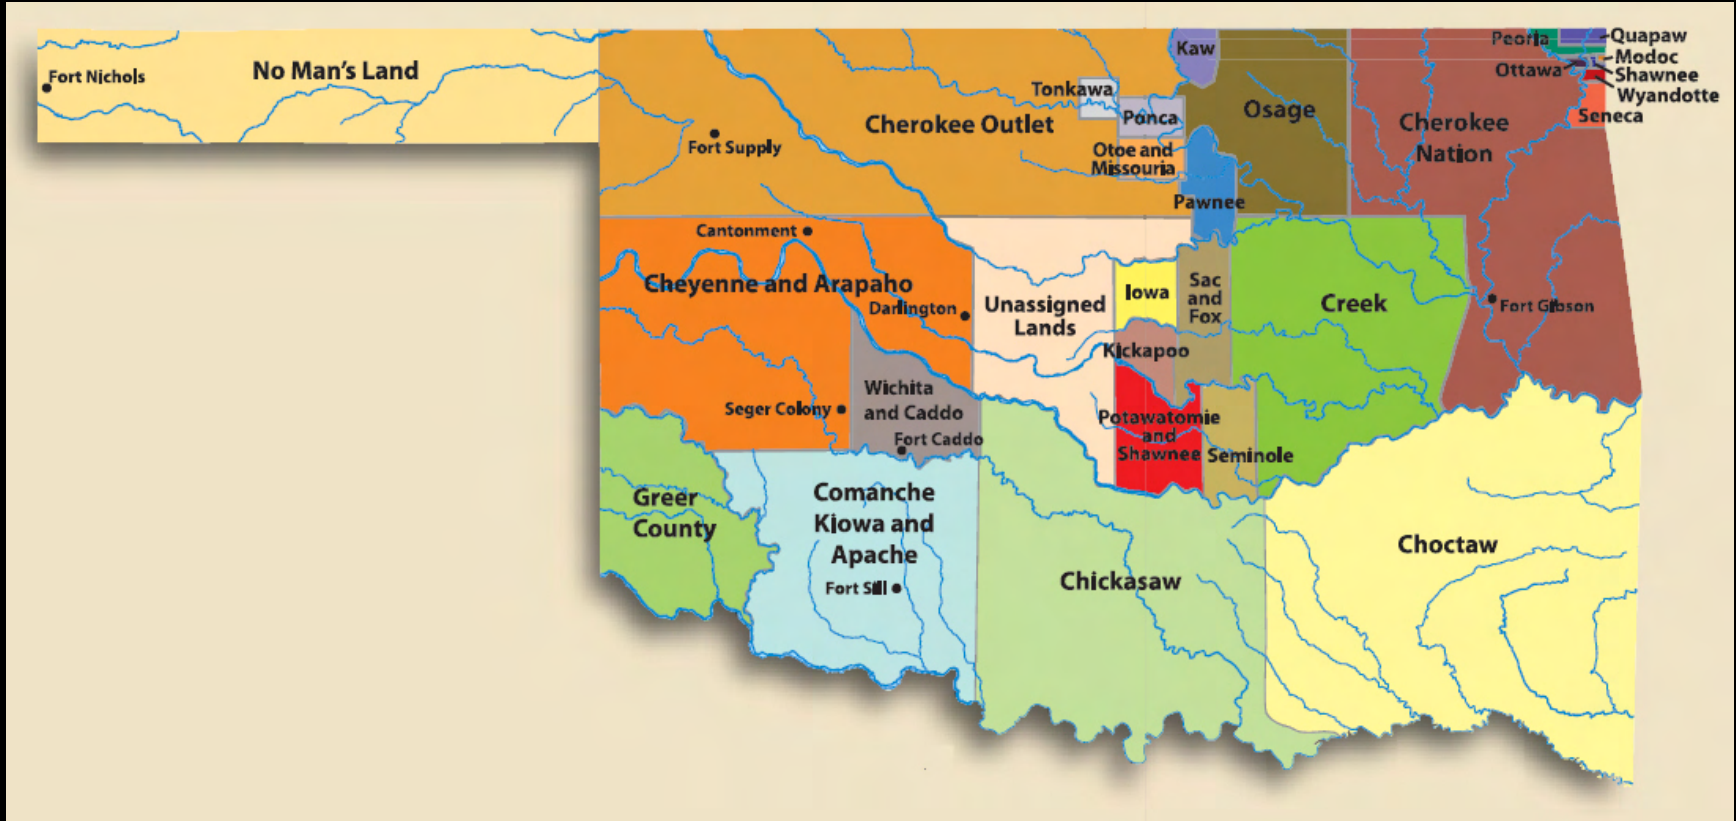 No Man's Land
Fort Nichols
Fort Supply
Cherokee Outlet
Tonkawa
Kaw
Ponca
Otoe and
Missouria
Pawnee
Osage
Cherokee
Nation
Peoria
Quapaw
Modoc
Ottawa
Shawnee
Wyandotte
Seneca
Cantonment
Cheyenne and Arapaho
Darlington
Unassigned
Lands
Iowa
Sac
and
Fox
Creek
Fort Gibson
Kickapoo
Seger Colony
Wichita
and Caddo
Fort Caddo
Potawatomie
and
Shawnee
Seminole
Greer
County
Comanche
Kiowa and
Apache
Fort Sill
Chickasaw
Choctaw